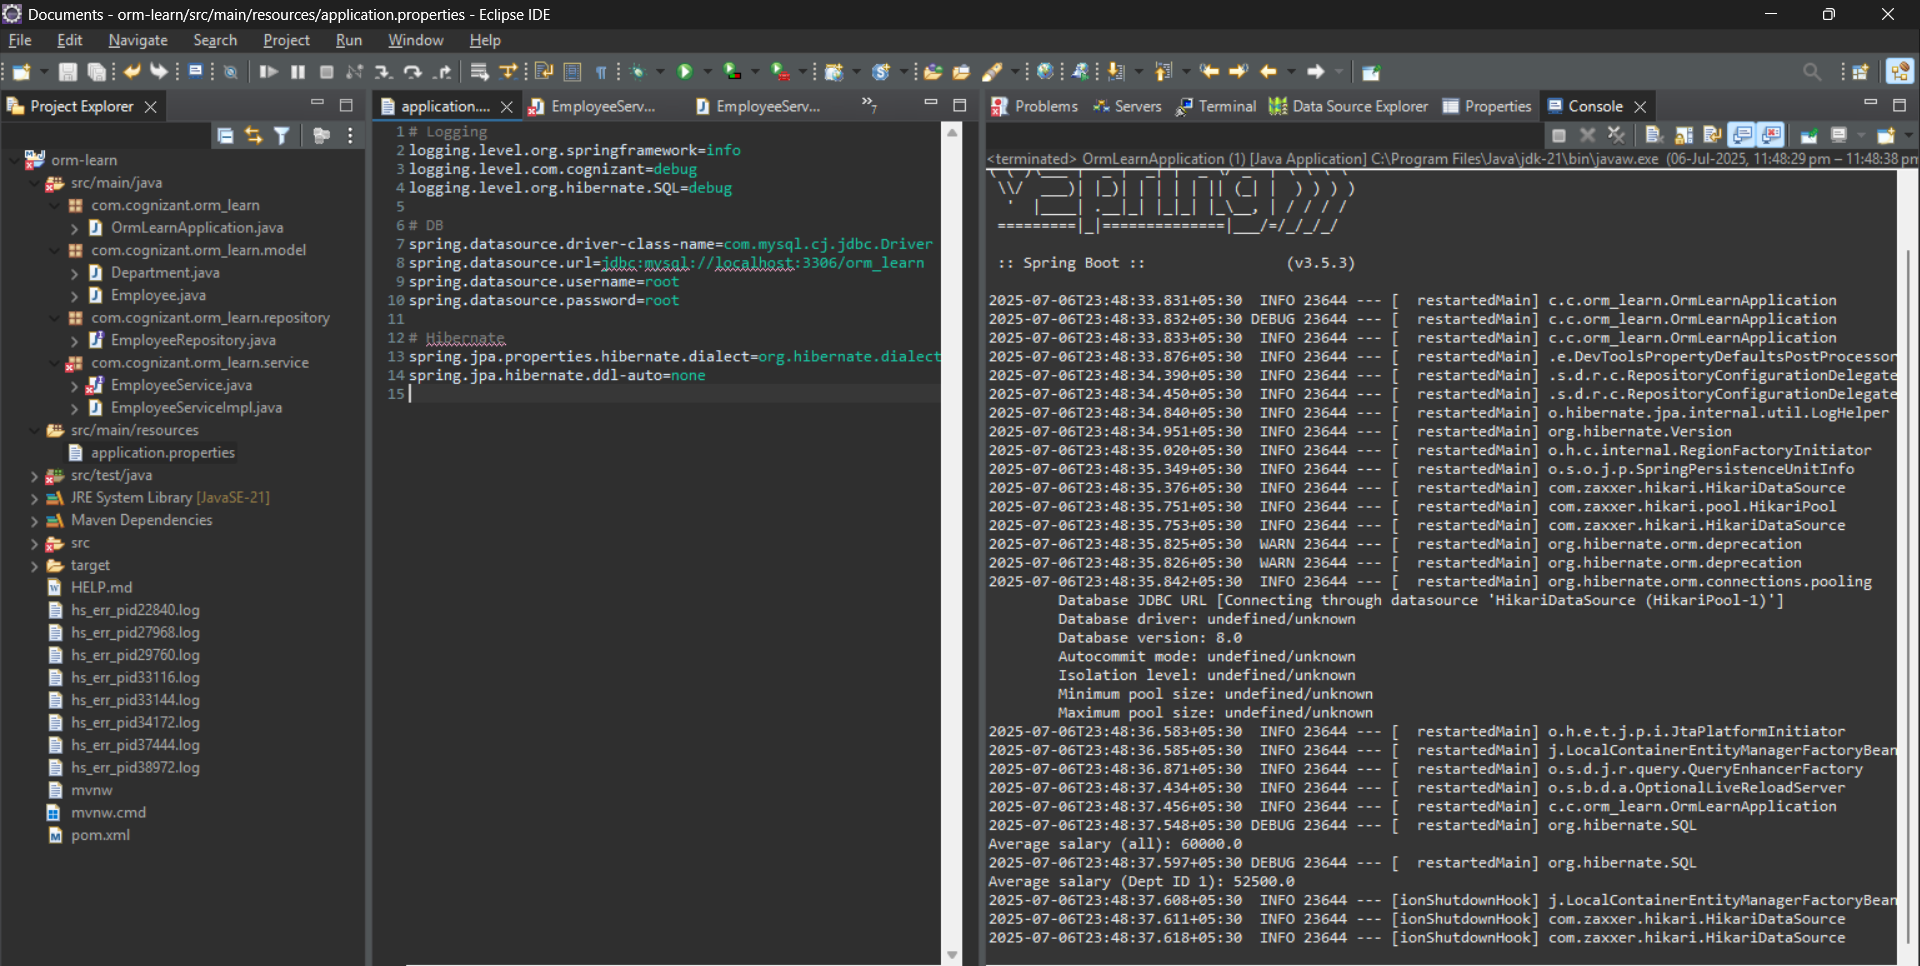 Documents - orm-learn/src/main/resources/application.properties - Eclipse IDE
File Edit Navigate Search Project Run Window Help
Project Explorer
orm-learn
src/main/java
com.cognizant.orm_learn
OrmLearnApplication.java
com.cognizant.orm_learn.model
Department.java
Employee.java
com.cognizant.orm_learn.repository
EmployeeRepository.java
com.cognizant.orm_learn.service
EmployeeService.java
EmployeeServiceImpl.java
src/main/resources
application.properties
src/test/java
JRE System Library [JavaSE-21]
Maven Dependencies
src
target
HELP.md
hs_err_pid22840.log
hs_err_pid27968.log
hs_err_pid29760.log
hs_err_pid33116.log
hs_err_pid33144.log
hs_err_pid34172.log
hs_err_pid37444.log
hs_err_pid38972.log
mvnw
mvnw.cmd
pom.xml
application.... EmployeeServ... EmployeeServ... »7
1 # Logging
2 logging.level.org.springframework=info
3 logging.level.com.cognizant=debug
4 logging.level.org.hibernate.SQL=debug
5
6 # DB
7 spring.datasource.driver-class-name=com.mysql.cj.jdbc.Driver
8 spring.datasource.url=jdbc:mysql://localhost:3306/orm_learn
9 spring.datasource.username=root
10 spring.datasource.password=root
11
12 # Hibernate
13 spring.jpa.properties.hibernate.dialect=org.hibernate.dialect
14 spring.jpa.hibernate.ddl-auto=none
15
Problems Servers Terminal Data Source Explorer Properties Console
<terminated> OrmLearnApplication (1) [Java Application] C:\Program Files\Java\jdk-21\bin\javaw.exe (06-Jul-2025, 11:48:29 pm – 11:48:38 pm
:: Spring Boot :: (v3.5.3)
2025-07-06T23:48:33.831+05:30 INFO 23644 --- [ restartedMain] c.c.orm_learn.OrmLearnApplication
2025-07-06T23:48:33.832+05:30 DEBUG 23644 --- [ restartedMain] c.c.orm_learn.OrmLearnApplication
2025-07-06T23:48:33.833+05:30 INFO 23644 --- [ restartedMain] c.c.orm_learn.OrmLearnApplication
2025-07-06T23:48:33.876+05:30 INFO 23644 --- [ restartedMain] .e.DevToolsPropertyDefaultsPostProcessor
2025-07-06T23:48:34.390+05:30 INFO 23644 --- [ restartedMain] .s.d.r.c.RepositoryConfigurationDelegate
2025-07-06T23:48:34.450+05:30 INFO 23644 --- [ restartedMain] .s.d.r.c.RepositoryConfigurationDelegate
2025-07-06T23:48:34.840+05:30 INFO 23644 --- [ restartedMain] o.hibernate.jpa.internal.util.LogHelper
2025-07-06T23:48:34.951+05:30 INFO 23644 --- [ restartedMain] org.hibernate.Version
2025-07-06T23:48:35.020+05:30 INFO 23644 --- [ restartedMain] o.h.c.internal.RegionFactoryInitiator
2025-07-06T23:48:35.349+05:30 INFO 23644 --- [ restartedMain] o.s.o.j.p.SpringPersistenceUnitInfo
2025-07-06T23:48:35.376+05:30 INFO 23644 --- [ restartedMain] com.zaxxer.hikari.HikariDataSource
2025-07-06T23:48:35.751+05:30 INFO 23644 --- [ restartedMain] com.zaxxer.hikari.pool.HikariPool
2025-07-06T23:48:35.753+05:30 INFO 23644 --- [ restartedMain] com.zaxxer.hikari.HikariDataSource
2025-07-06T23:48:35.825+05:30 WARN 23644 --- [ restartedMain] org.hibernate.orm.deprecation
2025-07-06T23:48:35.826+05:30 WARN 23644 --- [ restartedMain] org.hibernate.orm.deprecation
2025-07-06T23:48:35.842+05:30 INFO 23644 --- [ restartedMain] org.hibernate.orm.connections.pooling
Database JDBC URL [Connecting through datasource 'HikariDataSource (HikariPool-1)']
Database driver: undefined/unknown
Database version: 8.0
Autocommit mode: undefined/unknown
Isolation level: undefined/unknown
Minimum pool size: undefined/unknown
Maximum pool size: undefined/unknown
2025-07-06T23:48:36.583+05:30 INFO 23644 --- [ restartedMain] o.h.e.t.j.p.i.JtaPlatformInitiator
2025-07-06T23:48:36.585+05:30 INFO 23644 --- [ restartedMain] j.LocalContainerEntityManagerFactoryBean
2025-07-06T23:48:36.871+05:30 INFO 23644 --- [ restartedMain] o.s.d.j.r.query.QueryEnhancerFactory
2025-07-06T23:48:37.434+05:30 INFO 23644 --- [ restartedMain] o.s.b.d.a.OptionalLiveReloadServer
2025-07-06T23:48:37.456+05:30 INFO 23644 --- [ restartedMain] c.c.orm_learn.OrmLearnApplication
2025-07-06T23:48:37.548+05:30 DEBUG 23644 --- [ restartedMain] org.hibernate.SQL
Average salary (all): 60000.0
2025-07-06T23:48:37.597+05:30 DEBUG 23644 --- [ restartedMain] org.hibernate.SQL
Average salary (Dept ID 1): 52500.0
2025-07-06T23:48:37.608+05:30 INFO 23644 --- [ionShutdownHook] j.LocalContainerEntityManagerFactoryBean
2025-07-06T23:48:37.611+05:30 INFO 23644 --- [ionShutdownHook] com.zaxxer.hikari.HikariDataSource
2025-07-06T23:48:37.618+05:30 INFO 23644 --- [ionShutdownHook] com.zaxxer.hikari.HikariDataSource